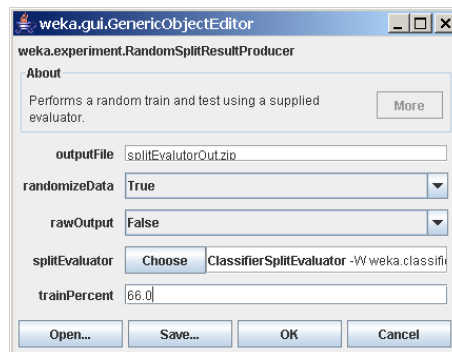 weka.gui.GenericObjectEditor
weka.experiment.RandomSplitResultProducer
About
Performs a random train and test using a supplied
evaluator.
More
outputFile splitEvalutorOut.zip
randomizeData True
rawOutput False
splitEvaluator Choose ClassifierSplitEvaluator -W weka.classifi
trainPercent 66.0
Open... Save... OK Cancel